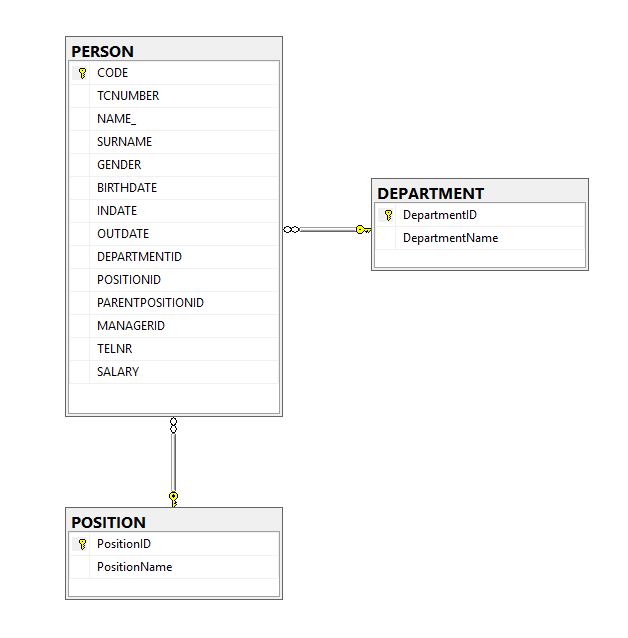 PERSON
CODE
TCNUMBER
NAME_
SURNAME
GENDER
BIRTHDATE
INDATE
OUTDATE
DEPARTMENTID
POSITIONID
PARENTPOSITIONID
MANAGERID
TELNR
SALARY
DEPARTMENT
DepartmentID
DepartmentName
POSITION
PositionID
PositionName